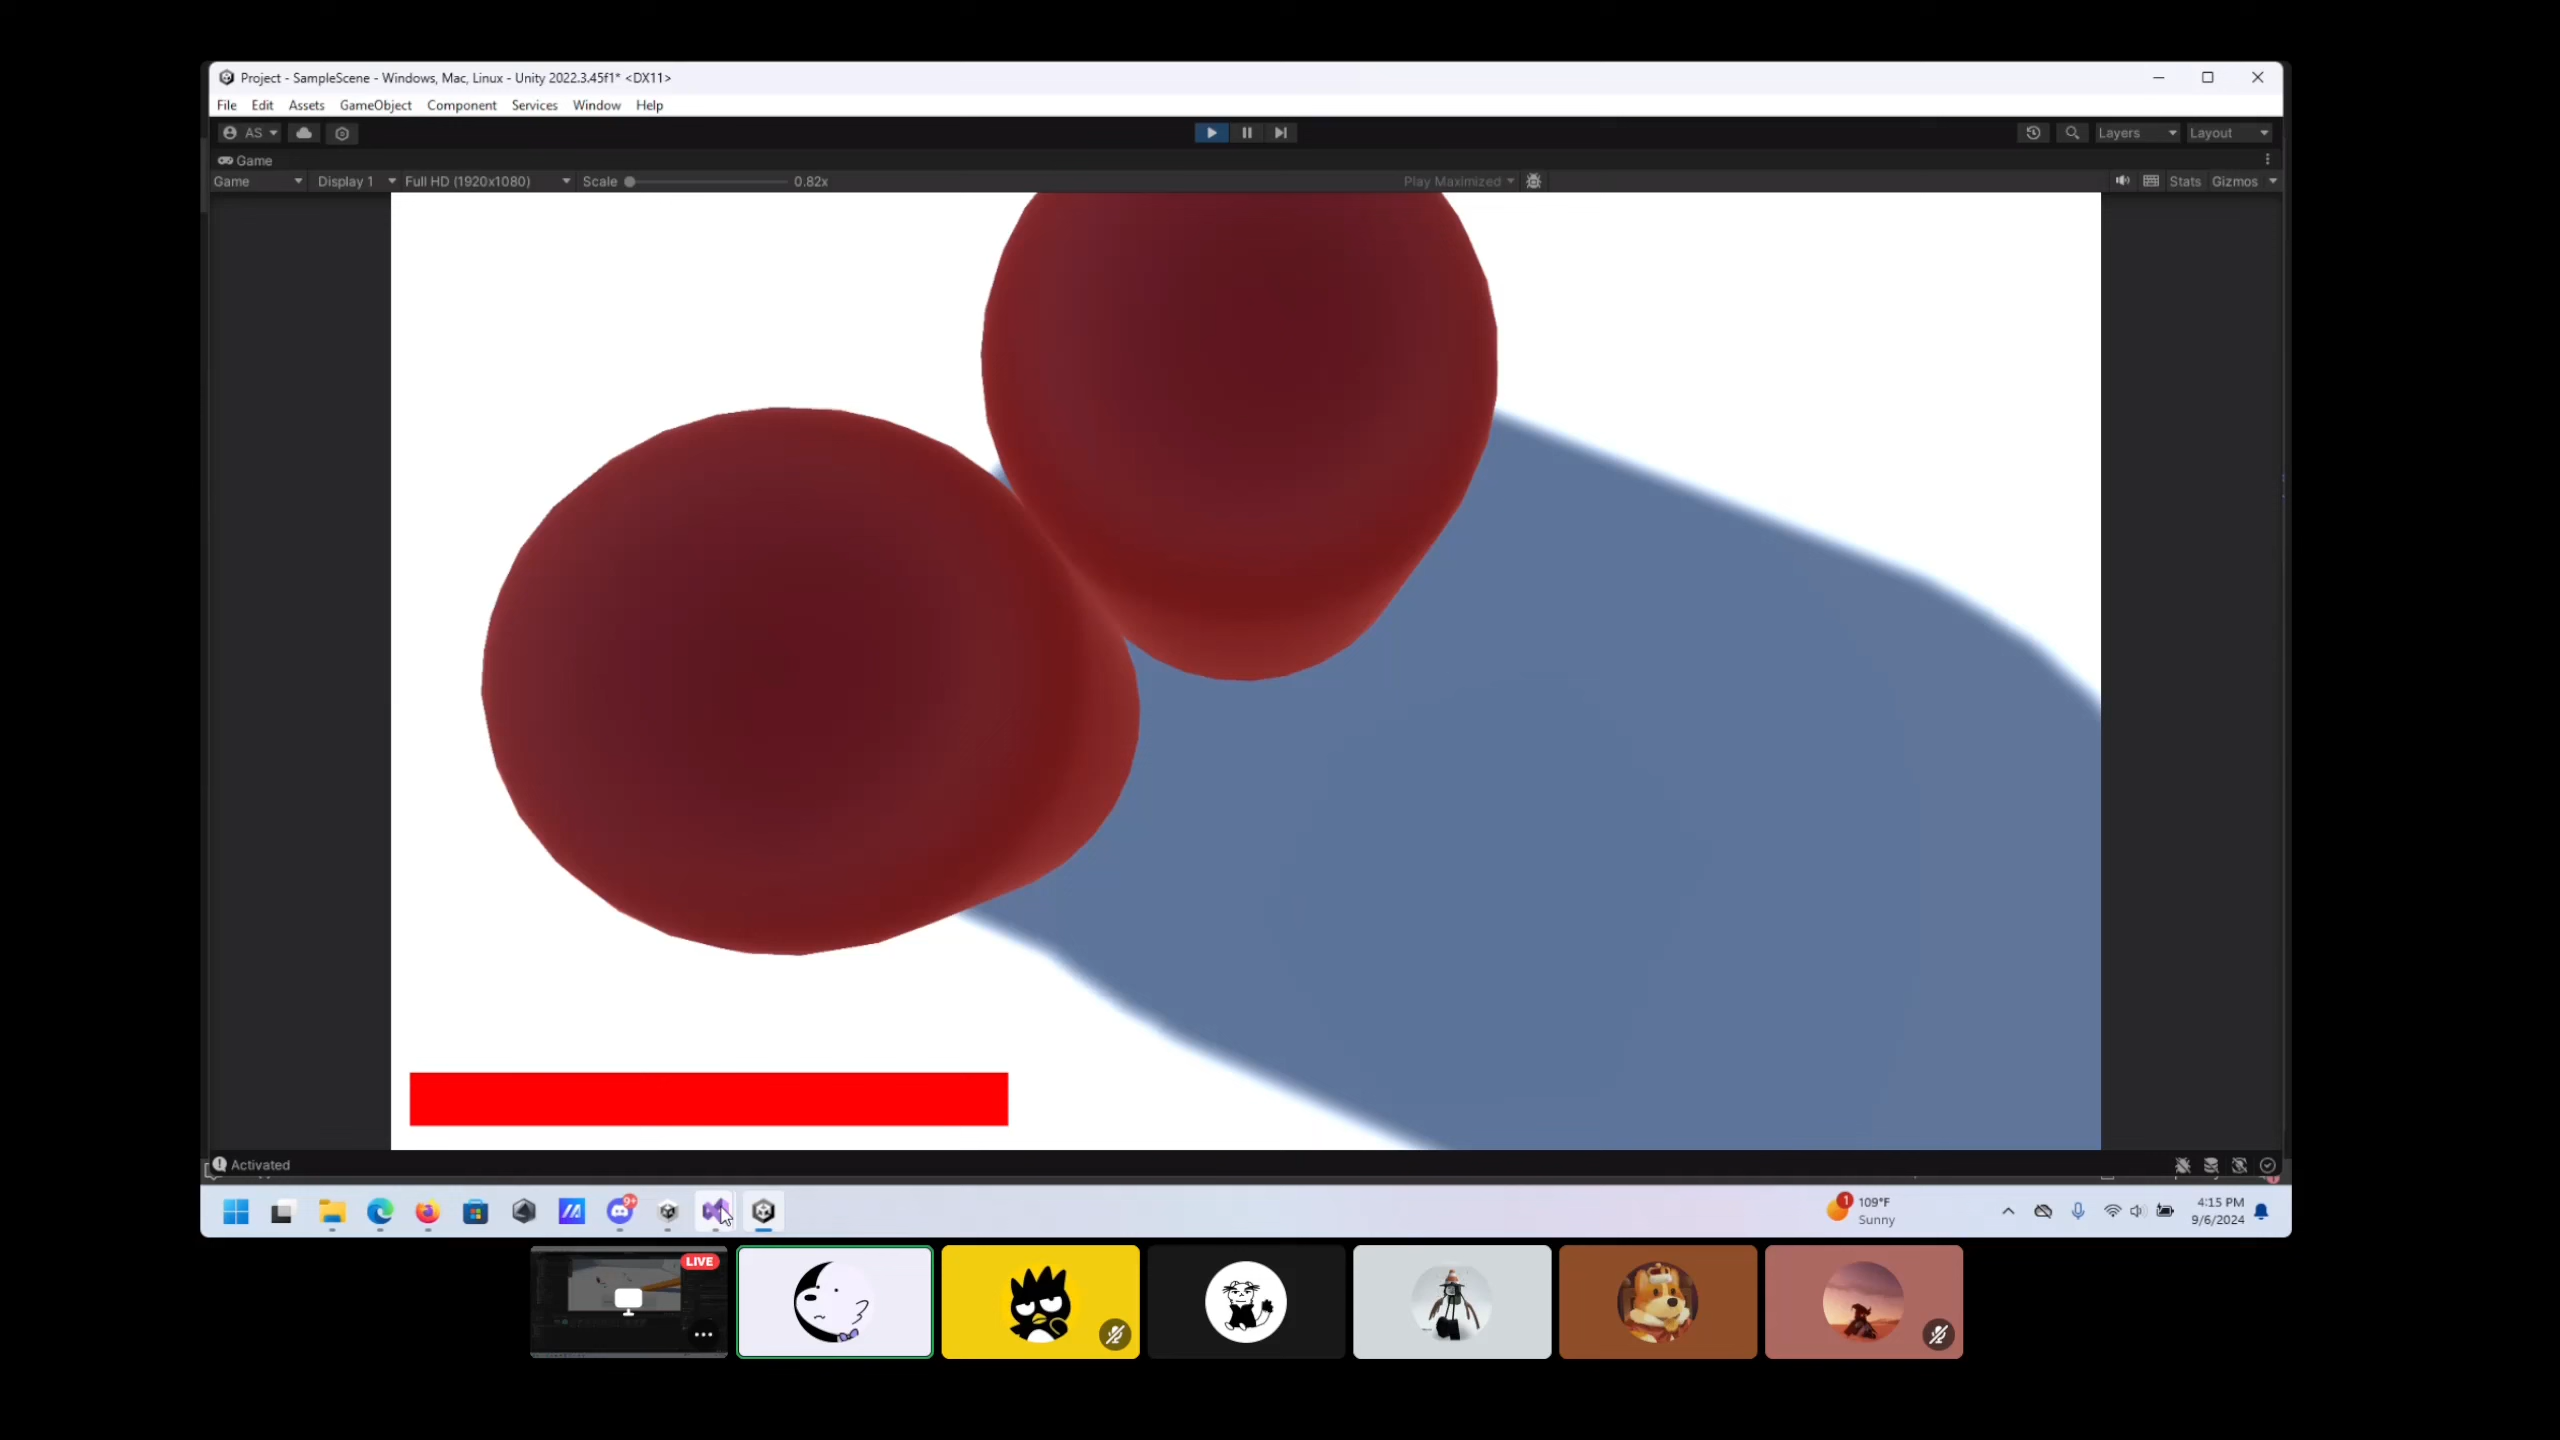 Project - SampleScene - Windows, Mac, Linux - Unity 2022.3.45f1* <DX11>
File Edit Assets GameObject Component Services Window Help
AS Layers Layout
Game
Game Display 1 Full HD (1920x1080) Scale 0.82x Play Maximized Stats Gizmos
Activated
9+
1 109°F
Sunny
4:15 PM
9/6/2024
LIVE